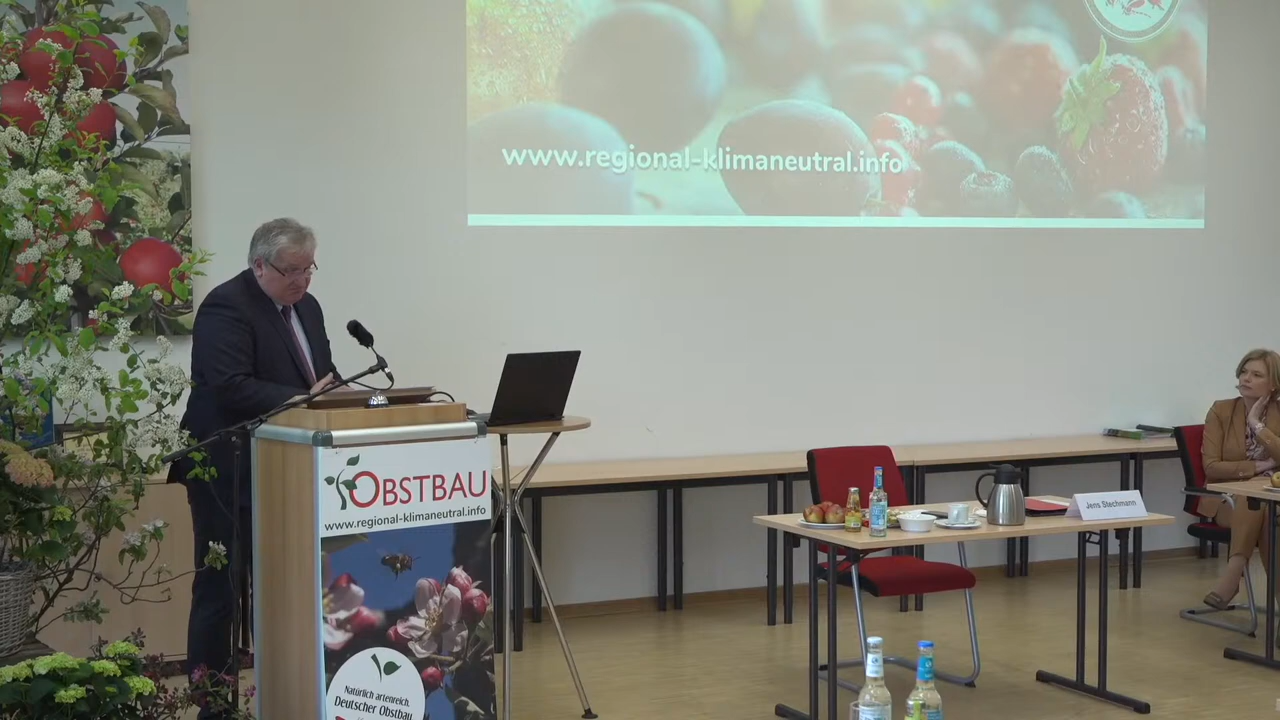 www.regional-klimaneutral.info
OBSTBAU
www.regional-klimaneutral.info
Jens Stechmann
Natürlich artenreich.
Deutscher Obstbau